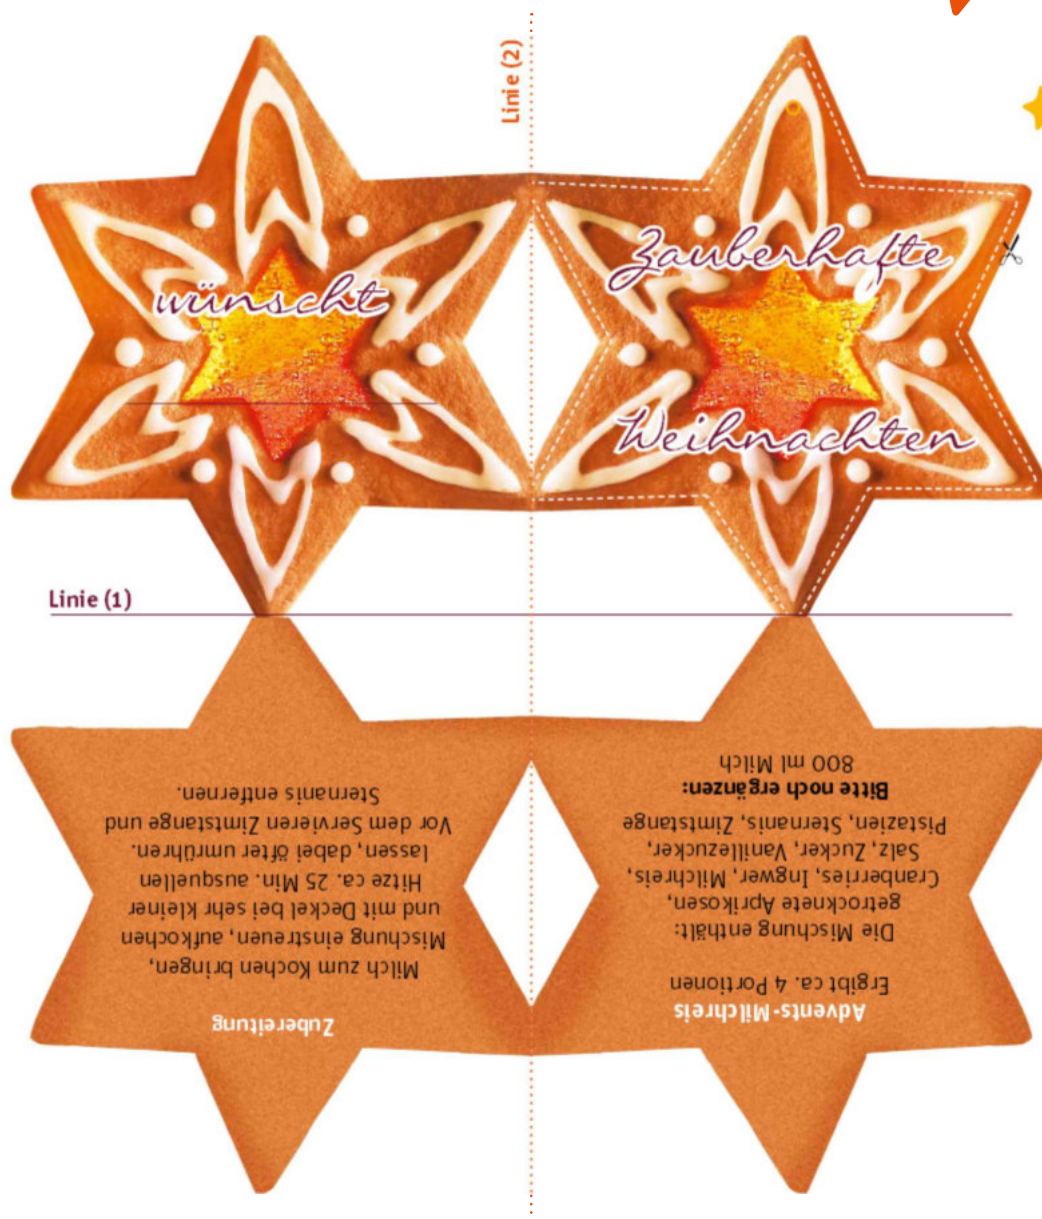 Linie (2)
wünscht
Zauberhafte
Weihnachten
Linie (1)
Advents-Milchreis
Ergibt ca. 4 Portionen
Die Mischung enthält:
getrocknete Aprikosen,
Cranberries, Ingwer, Milchreis,
Salz, Zucker, Vanillezucker,
Pistazien, Sternanis, Zimtstange
Bitte noch ergänzen:
800 ml Milch
Zubereitung
Milch zum Kochen bringen,
Mischung einstreuen, aufkochen
und mit Deckel bei sehr kleiner
Hitze ca. 25 Min. ausquellen
lassen, dabei öfter umrühren.
Vor dem Servieren Zimtstange und
Sternanis entfernen.